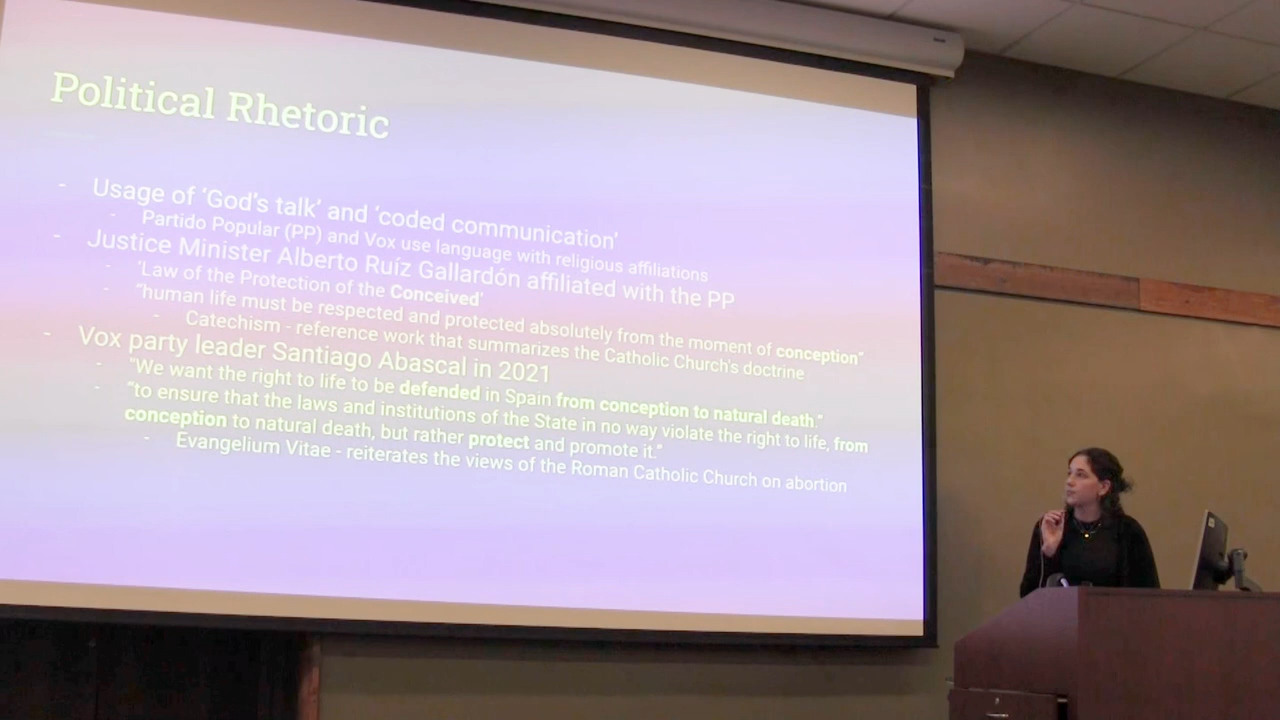 Political Rhetoric
- Usage of ‘God’s talk’ and ‘coded communication’
- Partido Popular (PP) and Vox use language with religious affiliations
- Justice Minister Alberto Ruíz Gallardón affiliated with the PP
- ‘Law of the Protection of the Conceived’
- “human life must be respected and protected absolutely from the moment of conception”
- Catechism - reference work that summarizes the Catholic Church's doctrine
- Vox party leader Santiago Abascal in 2021
- “We want the right to life to be defended in Spain from conception to natural death.”
- “to ensure that the laws and institutions of the State in no way violate the right to life, from
conception to natural death, but rather protect and promote it.”
- Evangelium Vitae - reiterates the views of the Roman Catholic Church on abortion